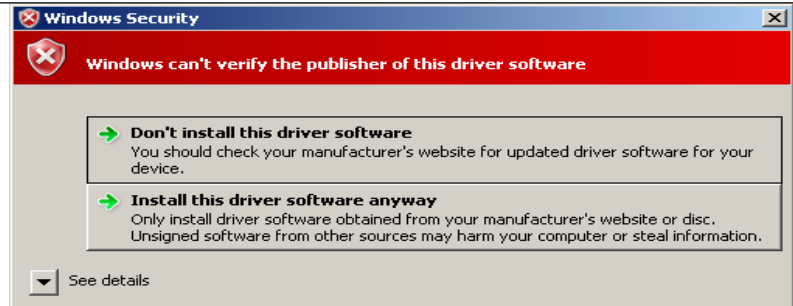 Windows Security
Windows can't verify the publisher of this driver software
Don't install this driver software
You should check your manufacturer's website for updated driver software for your
device.
Install this driver software anyway
Only install driver software obtained from your manufacturer's website or disc.
Unsigned software from other sources may harm your computer or steal information.
See details